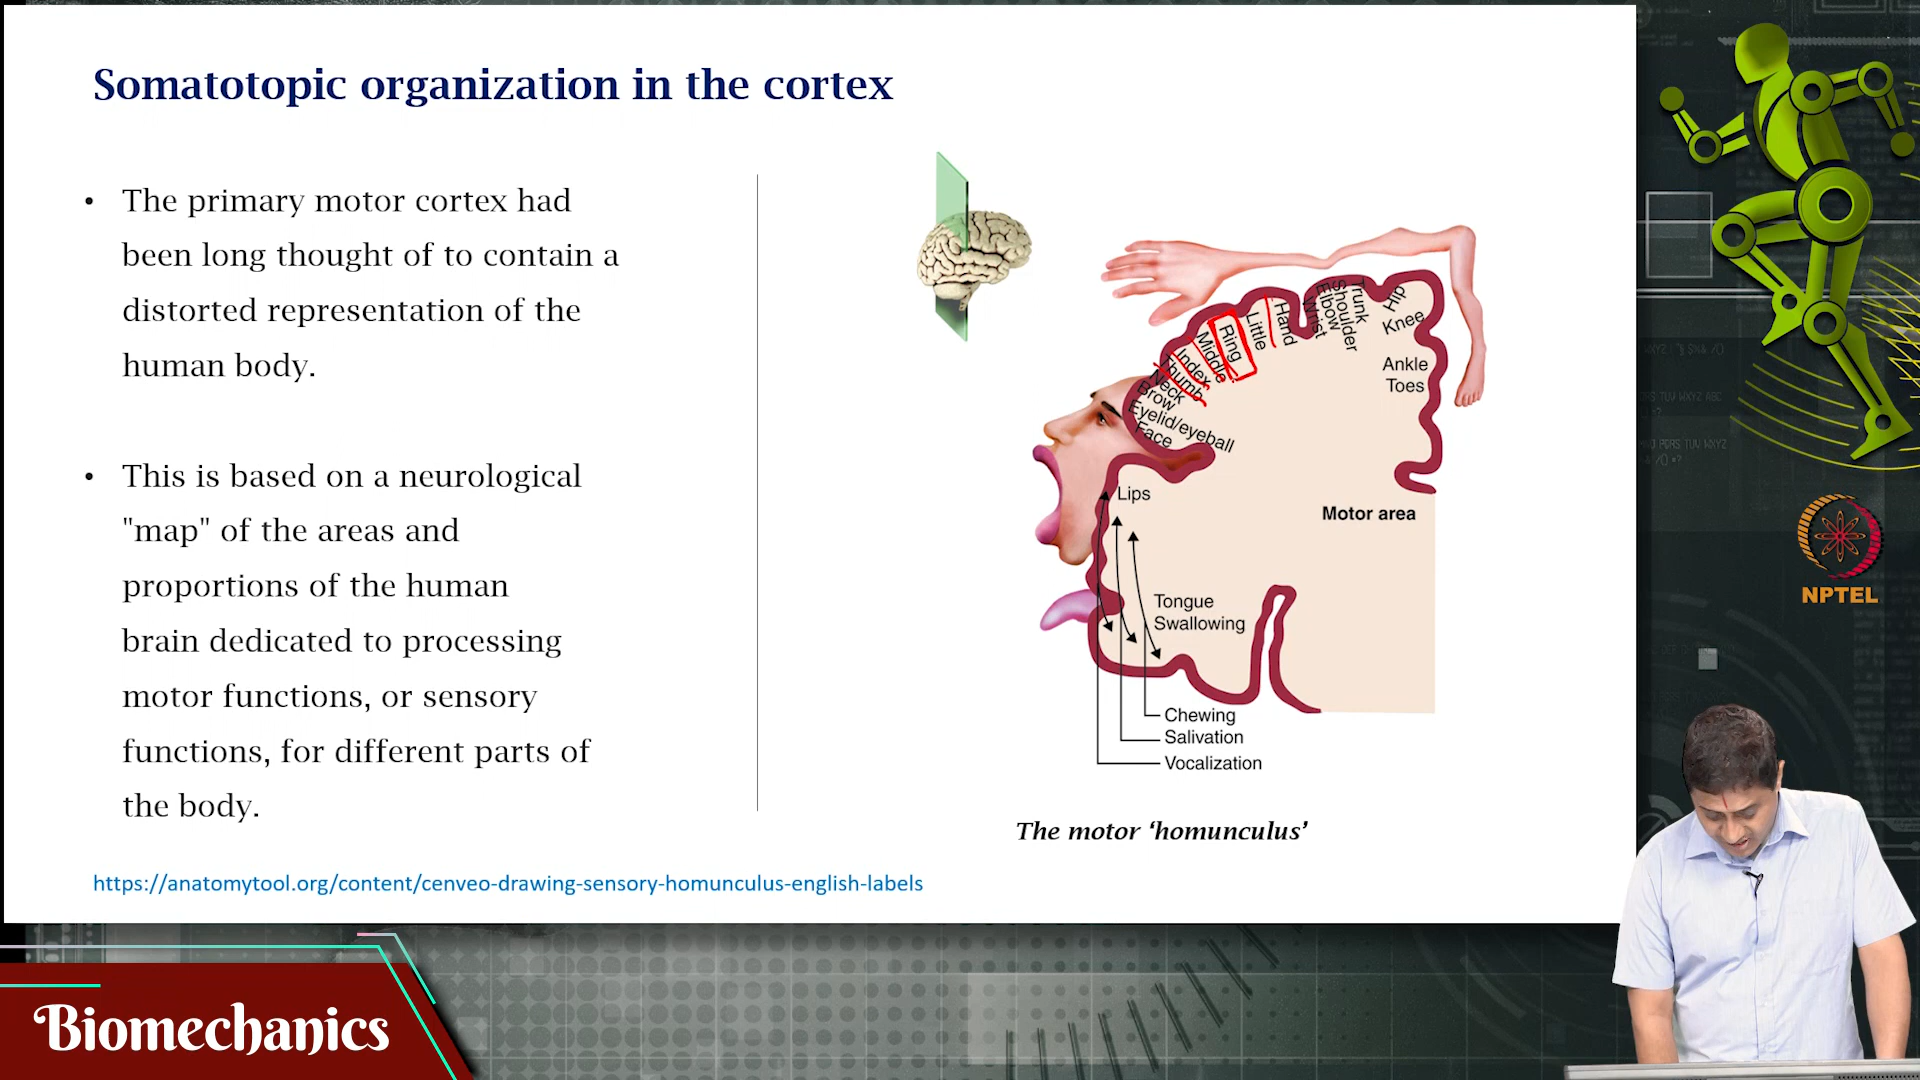 Somatotopic organization in the cortex
• The primary motor cortex had
been long thought of to contain a
distorted representation of the
human body.
• This is based on a neurological
"map" of the areas and
proportions of the human
brain dedicated to processing
motor functions, or sensory
functions, for different parts of
the body.
https://anatomytool.org/content/cenveo-drawing-sensory-homunculus-english-labels
Toes
Ankle
Knee
Hip
Trunk
Shoulder
Elbow
Wrist
Hand
Little
Ring
Middle
Index
Thumb
Neck
Brow
Eyelid/eyeball
Face
Lips
Motor area
Tongue
Swallowing
Chewing
Salivation
Vocalization
The motor ‘homunculus’
NPTEL
Biomechanics